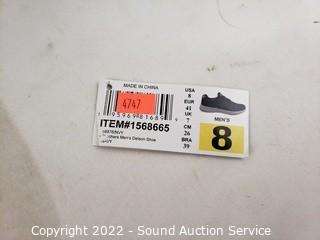 MADE IN CHINA
4747
ITEM#1568665
Men's Delson Shoe
USA
8
EUR
41
UK
7
CM
26
BRA
39
MEN'S
8
Copyright 2022 - Sound Auction Service